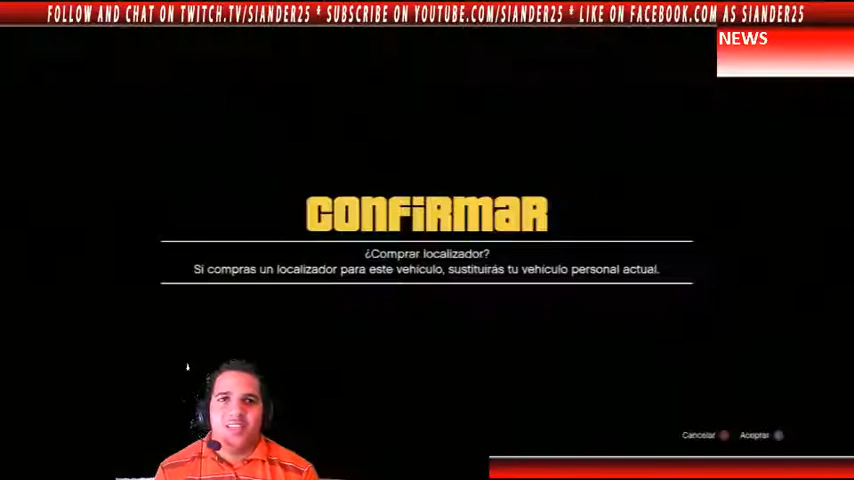 FOLLOW AND CHAT ON TWITCH.TV/SIANDER25 * SUBSCRIBE ON YOUTUBE.COM/SIANDER25 * LIKE ON FACEBOOK.COM AS SIANDER25
NEWS
CONFIRMAR
¿Comprar localizador?
Si compras un localizador para este vehículo, sustituirás tu vehículo personal actual.
Cancelar Aceptar